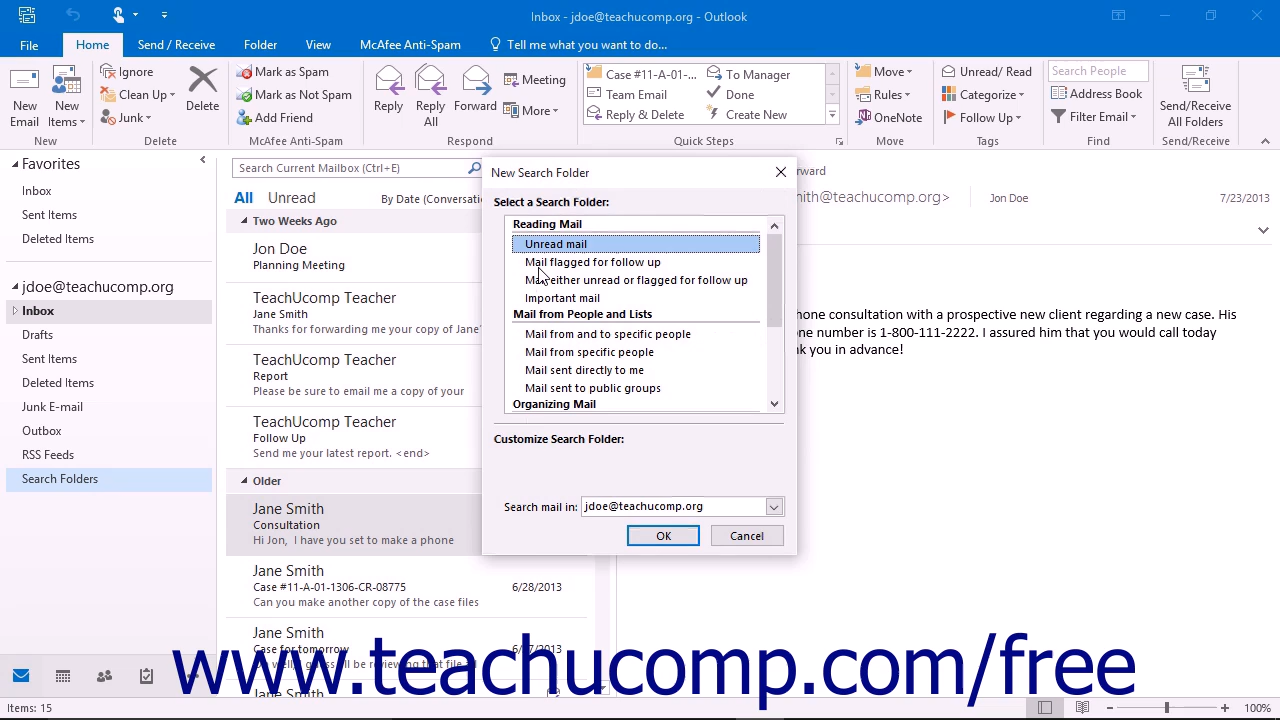 Inbox - jdoe@teachucomp.org - Outlook
File
Home
Send / Receive
Folder
View
McAfee Anti-Spam
Tell me what you want to do...
New
Email
New
Items
New
Ignore
Clean Up
Junk
Delete
Delete
Mark as Spam
Mark as Not Spam
Add Friend
McAfee Anti-Spam
Reply
Reply
All
Forward
Meeting
More
Respond
Case #11-A-01-...
Team Email
Reply & Delete
To Manager
Done
Create New
Quick Steps
Move
Rules
OneNote
Move
Unread/ Read
Categorize
Follow Up
Tags
Search People
Address Book
Filter Email
Find
Send/Receive
All Folders
Send/Receive
Favorites
Inbox
Sent Items
Deleted Items
jdoe@teachucomp.org
Inbox
Drafts
Sent Items
Deleted Items
Junk E-mail
Outbox
RSS Feeds
Search Folders
Search Current Mailbox (Ctrl+E)
All
Unread
By Date (Conversati
Two Weeks Ago
Jon Doe
Planning Meeting
TeachUcomp Teacher
Jane Smith
Thanks for forwarding me your copy of Jane'
TeachUcomp Teacher
Report
Please be sure to email me a copy of your
TeachUcomp Teacher
Follow Up
Send me your latest report. <end>
Older
Jane Smith
Consultation
Hi Jon, I have you set to make a phone
Jane Smith
Case #11-A-01-1306-CR-08775
6/28/2013
Can you make another copy of the case files
Jane Smith
Case for tomorrow
New Search Folder
Select a Search Folder:
Reading Mail
Unread mail
Mail flagged for follow up
Mail either unread or flagged for follow up
Important mail
Mail from People and Lists
Mail from and to specific people
Mail from specific people
Mail sent directly to me
Mail sent to public groups
Organizing Mail
Customize Search Folder:
Search mail in:
jdoe@teachucomp.org
OK
Cancel
rward
mith@teachucomp.org>
Jon Doe
7/23/2013
hone consultation with a prospective new client regarding a new case. His
one number is 1-800-111-2222. I assured him that you would call today
nk you in advance!
www.teachucomp.com/free
Items: 15
100%